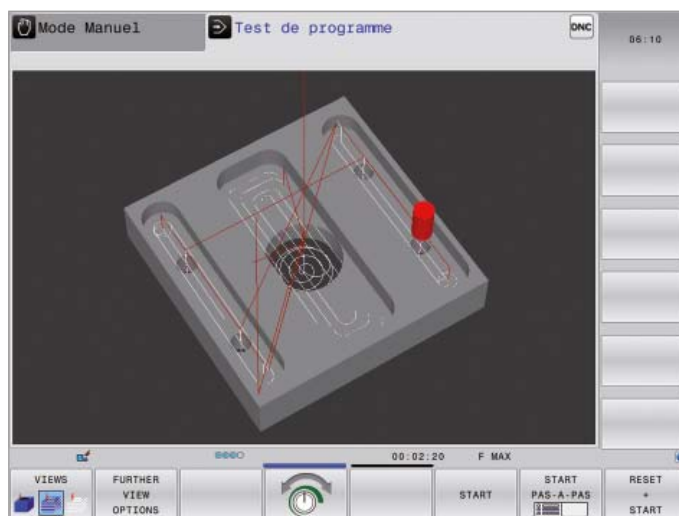 Mode Manuel
Test de programme
DNC
06:10
00:02:20 F MAX
VIEWS
FURTHER
VIEW
OPTIONS
START
START
PAS-A-PAS
RESET
+
START